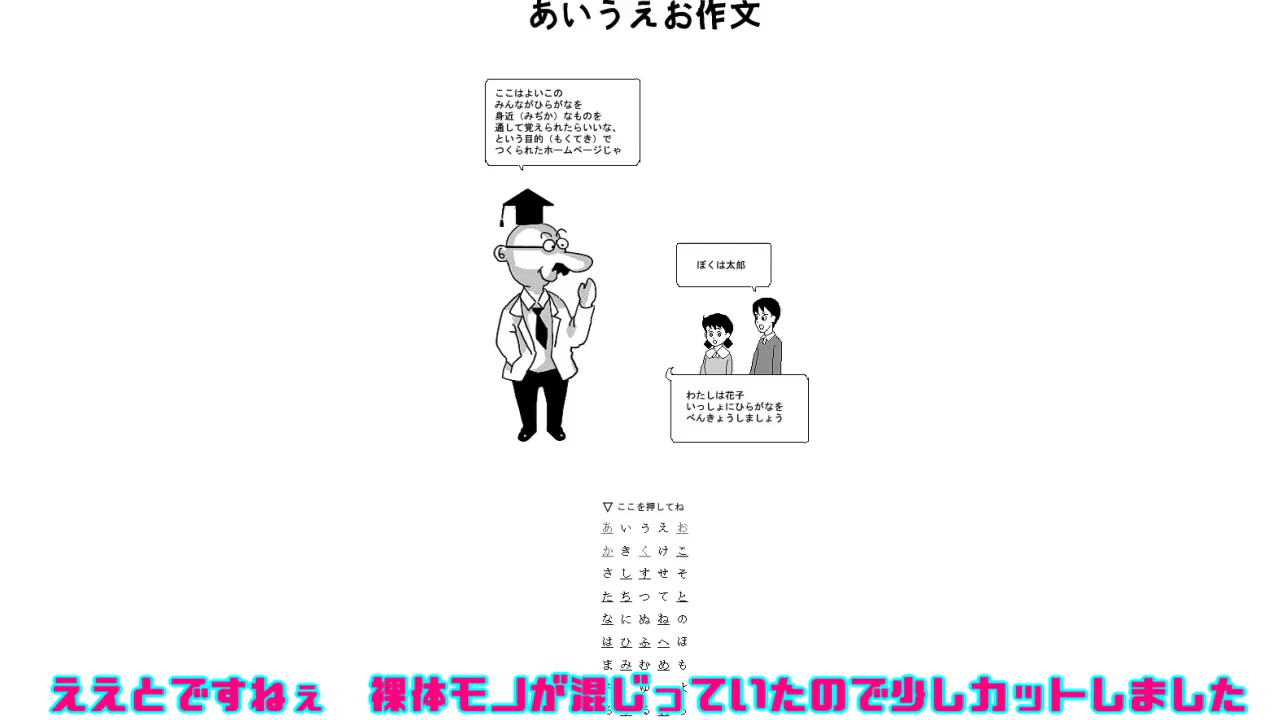 あいうえお作文
ここはよいこの
みんながひらがなを
身近（みぢか）なものを
通して覚えられたらいいな、
という目的（もくてき）で
つくられたホームページじゃ
ぼくは太郎
わたしは花子
いっしょにひらがなを
べんきょうしましょう
▽ ここを押してね
あ い う え お
か き く け こ
さ し す せ そ
た ち つ て と
な に ぬ ね の
は ひ ふ へ ほ
ま み む め も
ええとですねぇ　裸体モノが混じっていたので少しカットしました